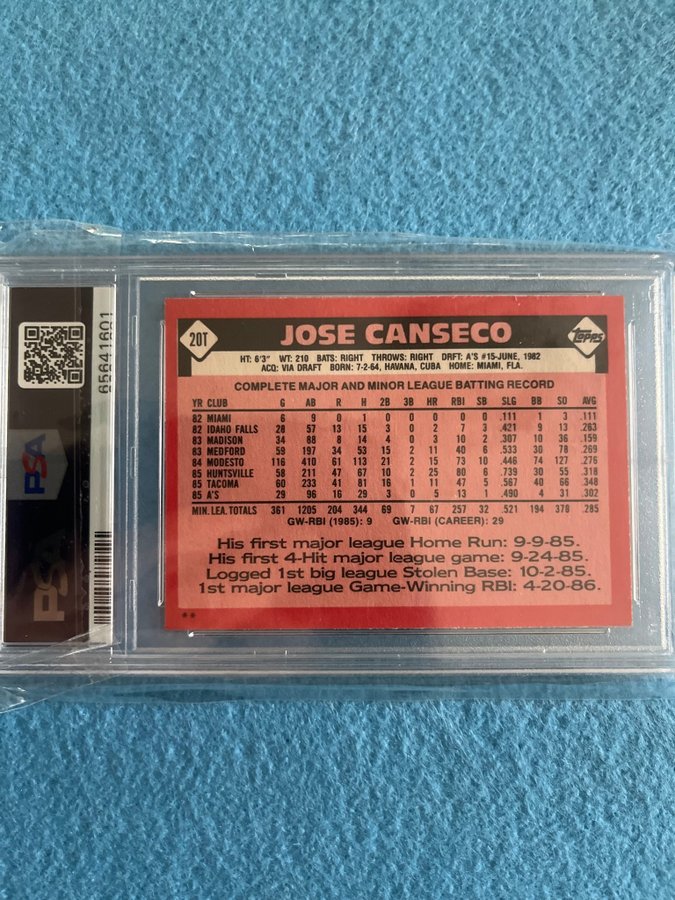 20T JOSE CANSECO Topps
HT: 6'3" WT: 210 BATS: RIGHT THROWS: RIGHT DRFT: A'S #15-JUNE, 1982
ACQ: VIA DRAFT BORN: 7-2-64, HAVANA, CUBA HOME: MIAMI, FLA.
COMPLETE MAJOR AND MINOR LEAGUE BATTING RECORD
YR CLUB G AB R H 2B 3B HR RBI SB SLG BB SO AVG
82 MIAMI 6 9 0 1 0 0 0 0 0 .111 1 3 .111
82 IDAHO FALLS 28 57 13 15 3 0 2 7 3 .421 9 13 .263
83 MADISON 34 88 8 14 4 0 3 10 2 .307 10 36 .159
83 MEDFORD 59 197 34 53 15 2 11 40 6 .533 30 78 .269
84 MODESTO 116 410 61 113 21 2 15 73 10 .446 74 127 .276
85 HUNTSVILLE 58 211 47 67 10 2 25 80 6 .739 30 55 .318
85 TACOMA 60 233 41 81 16 1 11 47 5 .567 40 66 .348
85 A'S 29 96 16 29 3 0 5 13 1 .490 4 31 .302
MIN. LEA. TOTALS 361 1205 204 344 69 7 67 257 32 .521 194 378 .285
GW-RBI (1985): 9 GW-RBI (CAREER): 29
His first major league Home Run: 9-9-85.
His first 4-Hit major league game: 9-24-85.
Logged 1st big league Stolen Base: 10-2-85.
1st major league Game-Winning RBI: 4-20-86.
**
65641601
PSA
PSA